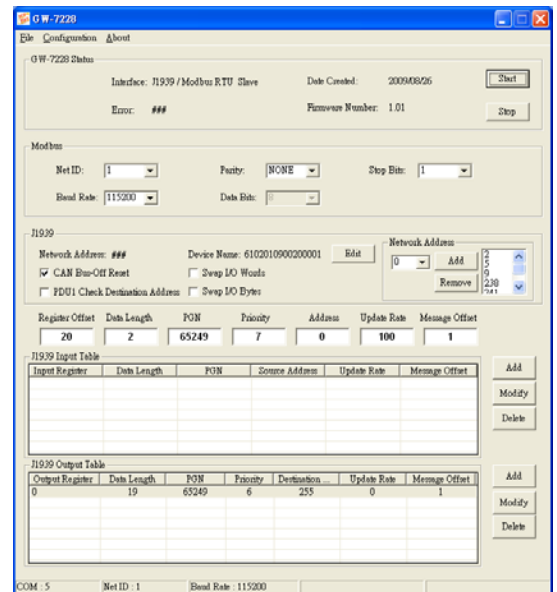 GW-7228
File Configuration About
GW-7228 Status
Interface: J1939 / Modbus RTU Slave Date Created: 2009/08/26 Start
Error: ### Firmware Number: 1.01 Stop
Modbus
Net ID: 1 Parity: NONE Stop Bits: 1
Baud Rate: 115200 Data Bits: 8
J1939
Network Address: ### Device Name: 6102010900200001 Edit
CAN Bus-Off Reset Swap I/O Words
PDU1 Check Destination Address Swap I/O Bytes
Network Address
0 Add Remove
2
5
9
238
241
Register Offset Data Length PGN Priority Address Update Rate Message Offset
20 2 65249 7 0 100 1
J1939 Input Table
Input Register Data Length PGN Source Address Update Rate Message Offset
Add
Modify
Delete
J1939 Output Table
Output Register Data Length PGN Priority Destination ... Update Rate Message Offset
0 19 65249 6 255 0 1
Add
Modify
Delete
COM : 5 Net ID : 1 Baud Rate : 115200